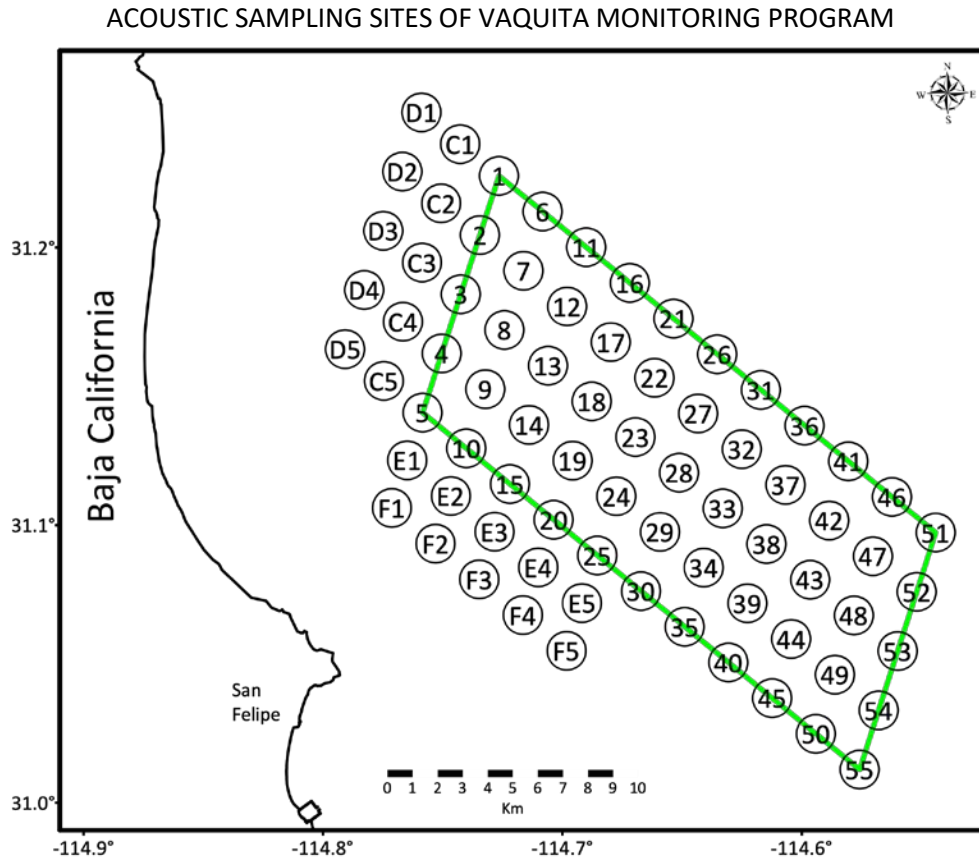 ACOUSTIC SAMPLING SITES OF VAQUITA MONITORING PROGRAM
N
W E
S
D1
C1
D2
1
C2
6
D3
2
11
C3
7
16
D4
3
12
21
C4
8
17
D5
4
26
C5
13
22
31
9
18
27
5
36
14
23
32
10
41
E1
19
28
37
15
46
E2
24
33
42
F1
20
51
E3
29
38
47
F2
25
E4
34
43
52
F3
30
E5
39
48
F4
35
44
53
F5
40
49
45
54
50
55
31.2°
31.1°
31.0°
Baja California
San
Felipe
0 1 2 3 4 5 6 7 8 9 10
Km
-114.9° -114.8° -114.7° -114.6°